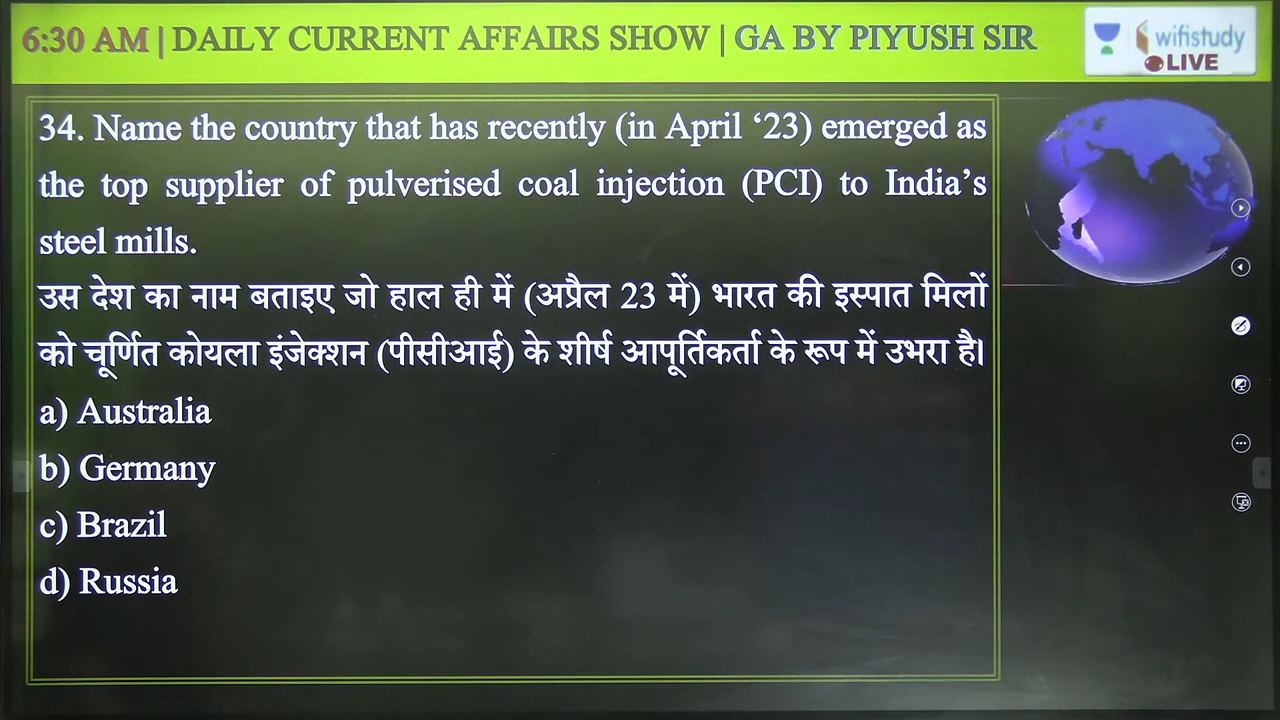 6:30 AM | DAILY CURRENT AFFAIRS SHOW | GA BY PIYUSH SIR
wifistudy
LIVE
34. Name the country that has recently (in April ‘23) emerged as
the top supplier of pulverised coal injection (PCI) to India’s
steel mills.
उस देश का नाम बताइए जो हाल ही में (अप्रैल 23 में) भारत की इस्पात मिलों
को चूर्णित कोयला इंजेक्शन (पीसीआई) के शीर्ष आपूर्तिकर्ता के रूप में उभरा है।
a) Australia
b) Germany
c) Brazil
d) Russia